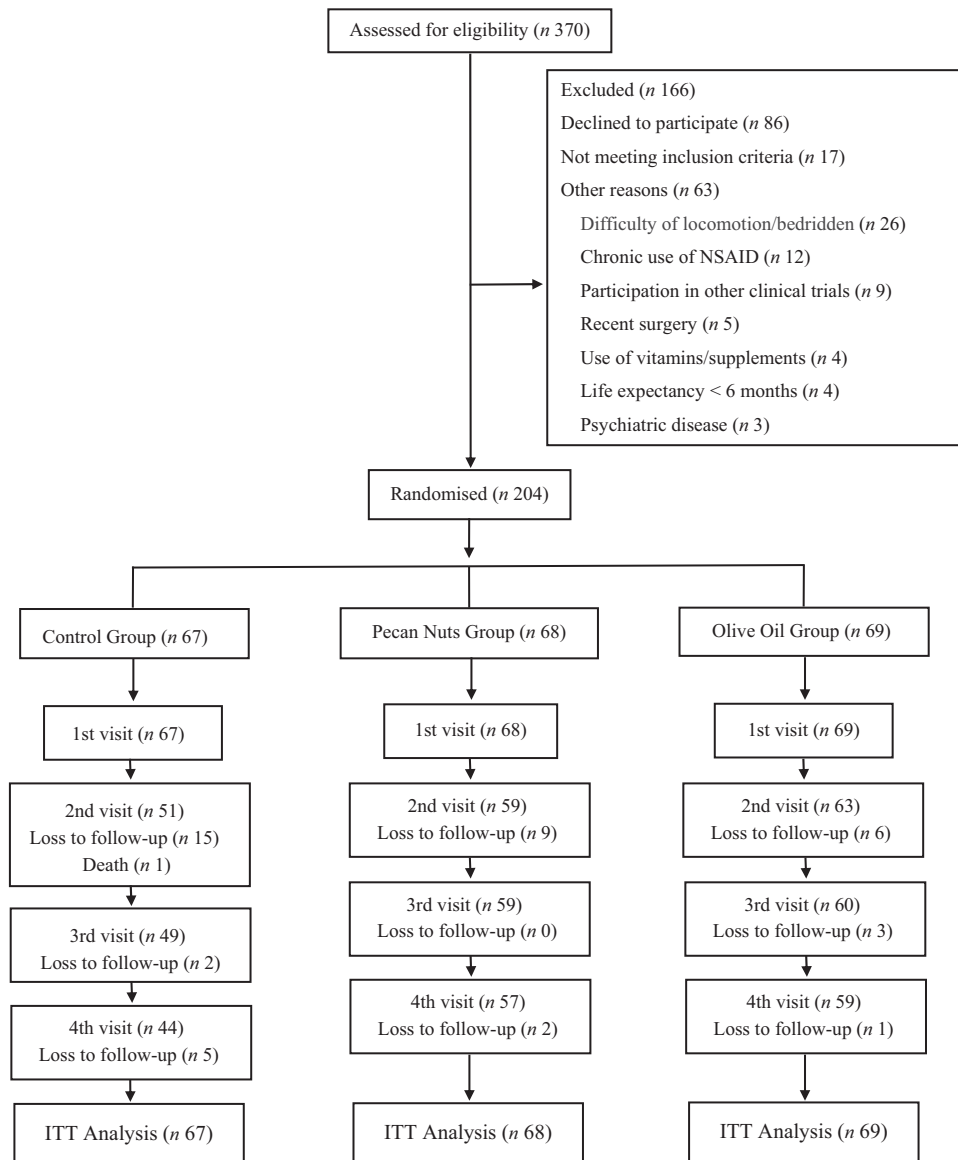 Assessed for eligibility (n 370)
Excluded (n 166)
Declined to participate (n 86)
Not meeting inclusion criteria (n 17)
Other reasons (n 63)
Difficulty of locomotion/bedridden (n 26)
Chronic use of NSAID (n 12)
Participation in other clinical trials (n 9)
Recent surgery (n 5)
Use of vitamins/supplements (n 4)
Life expectancy < 6 months (n 4)
Psychiatric disease (n 3)
Randomised (n 204)
Control Group (n 67)
1st visit (n 67)
2nd visit (n 51)
Loss to follow-up (n 15)
Death (n 1)
3rd visit (n 49)
Loss to follow-up (n 2)
4th visit (n 44)
Loss to follow-up (n 5)
ITT Analysis (n 67)
Pecan Nuts Group (n 68)
1st visit (n 68)
2nd visit (n 59)
Loss to follow-up (n 9)
3rd visit (n 59)
Loss to follow-up (n 0)
4th visit (n 57)
Loss to follow-up (n 2)
ITT Analysis (n 68)
Olive Oil Group (n 69)
1st visit (n 69)
2nd visit (n 63)
Loss to follow-up (n 6)
3rd visit (n 60)
Loss to follow-up (n 3)
4th visit (n 59)
Loss to follow-up (n 1)
ITT Analysis (n 69)